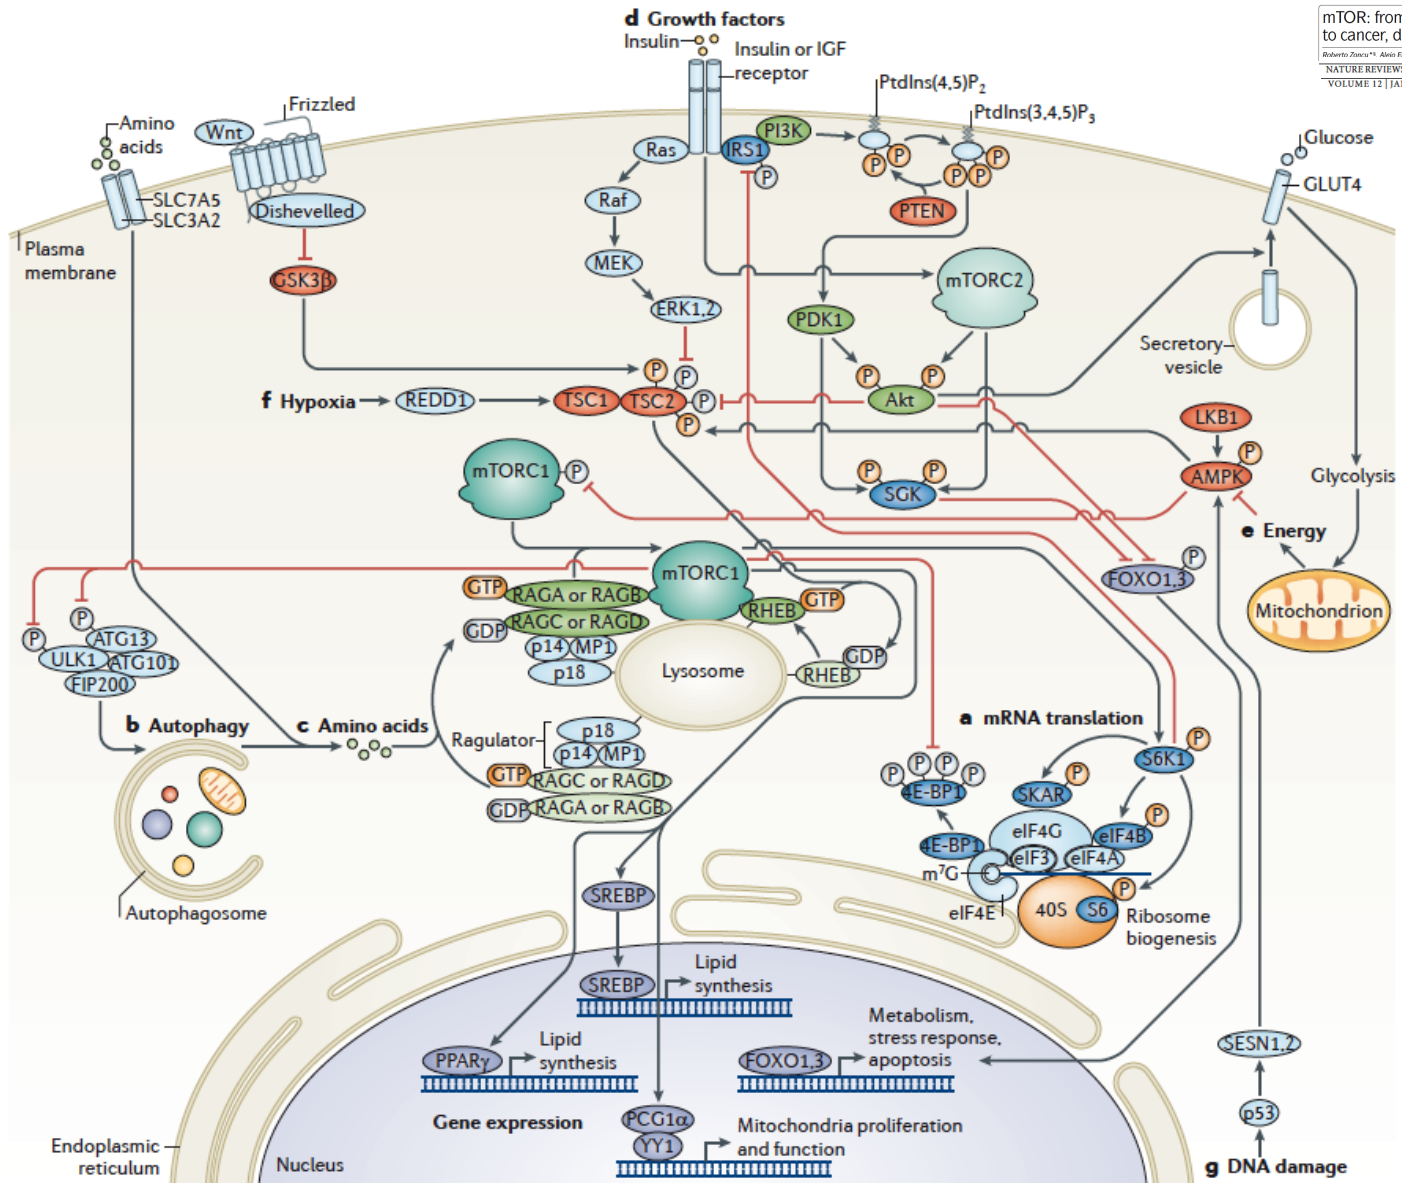 d Growth factors
Insulin
Insulin or IGF
receptor
mTOR: from
to cancer, d
Roberto Zoncu
NATURE REVIEWS
VOLUME 12 | JA
PtdIns(4,5)P2
PtdIns(3,4,5)P3
Frizzled
Wnt
Amino
acids
SLC7A5
SLC3A2
Dishevelled
Plasma
membrane
GSK3β
Ras
IRS1
PI3K
P
P
P
P
P
P
PTEN
Glucose
GLUT4
Raf
MEK
ERK1,2
mTORC2
PDK1
Secretory
vesicle
P
P
P
P
P
P
f Hypoxia
REDD1
TSC1
TSC2
Akt
LKB1
P
AMPK
Glycolysis
mTORC1
P
P
P
SGK
e Energy
P
FOXO1,3
Mitochondrion
mTORC1
GTP
RAGA or RAGB
GDP
RAGC or RAGD
p14
MP1
p18
RHEB
GTP
GDP
RHEB
Lysosome
P
P
ATG13
ULK1
ATG101
FIP200
b Autophagy
c Amino acids
Ragulator
p18
p14
MP1
GTP
RAGC or RAGD
GDP
RAGA or RAGB
Autophagosome
a mRNA translation
S6K1
P
P
P
P
P
4E-BP1
SKAR
P
eIF4G
eIF4B
P
4E-BP1
eIF3
eIF4A
m7G
eIF4E
40S
S6
P
Ribosome
biogenesis
SREBP
SREBP
Lipid
synthesis
PPARγ
Lipid
synthesis
FOXO1,3
Metabolism,
stress response,
apoptosis
Gene expression
PCG1α
YY1
Mitochondria proliferation
and function
SESN1,2
p53
g DNA damage
Endoplasmic
reticulum
Nucleus